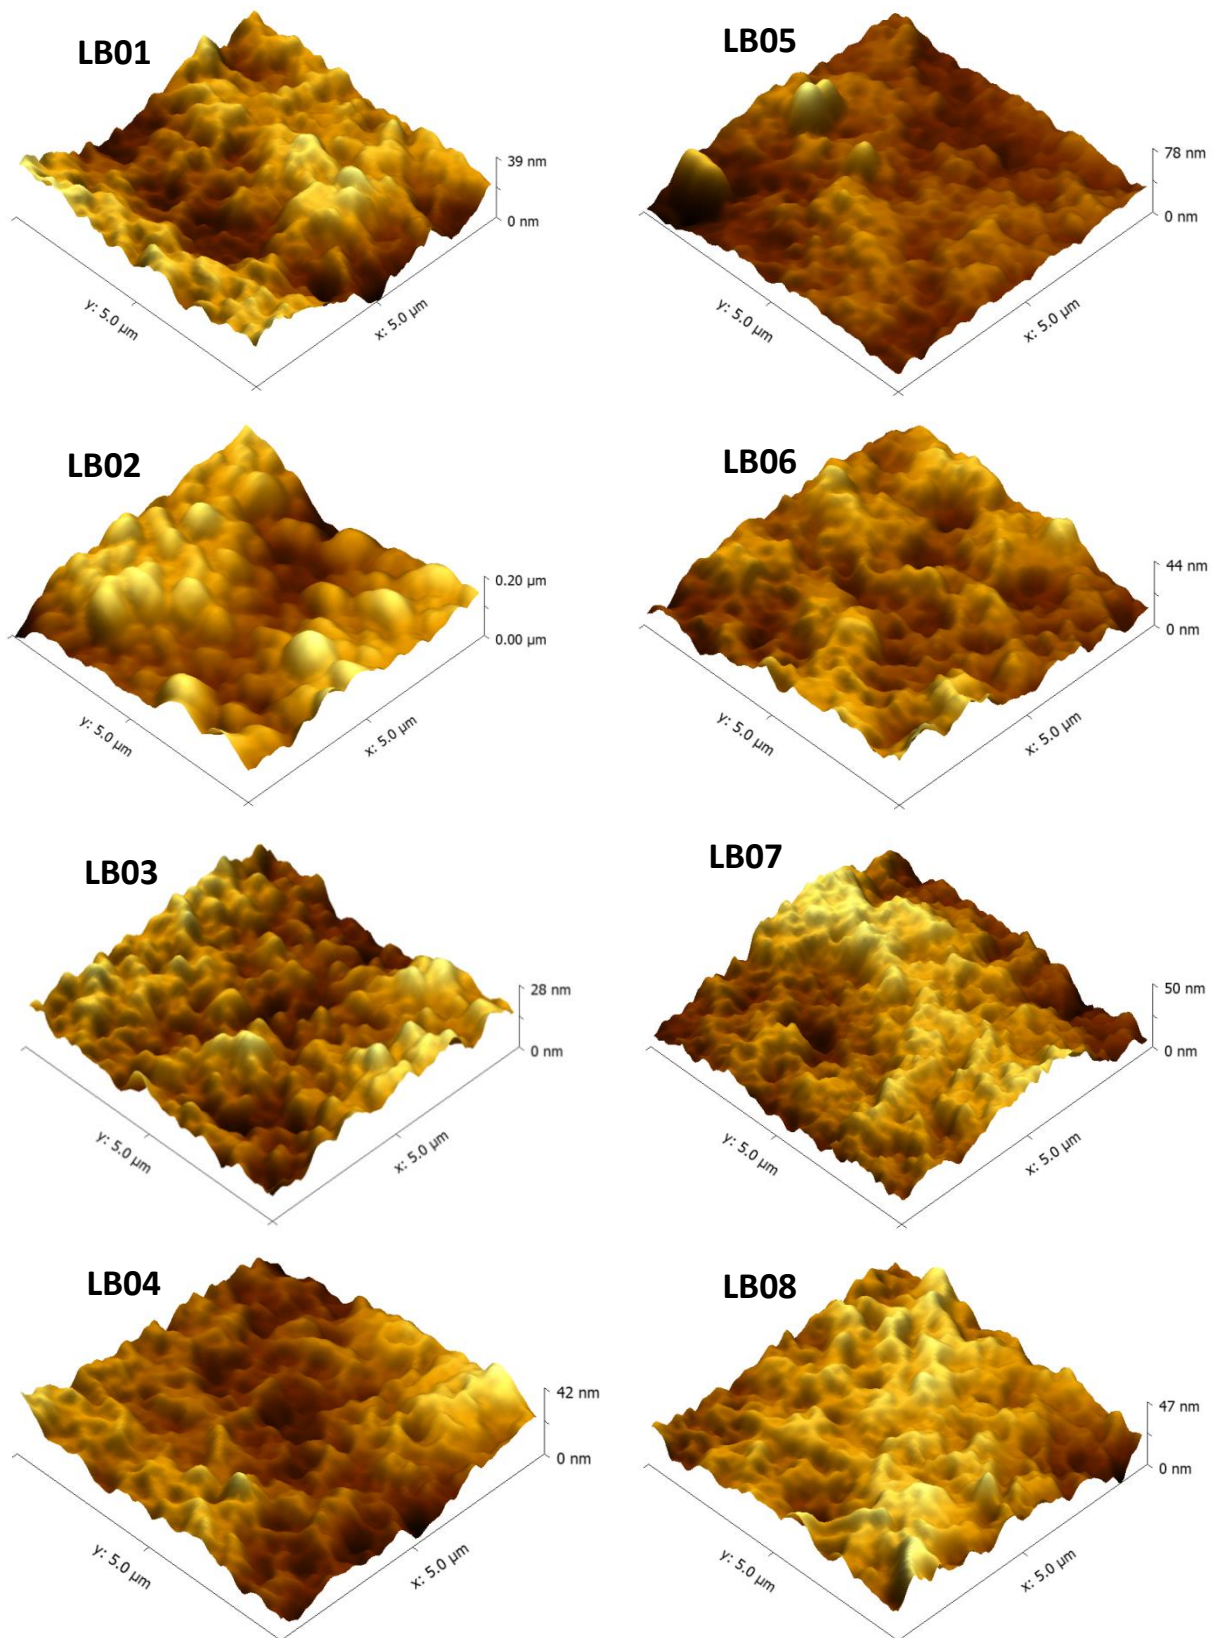 LB01
39 nm
0 nm
y: 5.0 µm
x: 5.0 µm
LB05
78 nm
0 nm
y: 5.0 µm
x: 5.0 µm
LB02
0.20 µm
0.00 µm
y: 5.0 µm
x: 5.0 µm
LB06
44 nm
0 nm
y: 5.0 µm
x: 5.0 µm
LB03
28 nm
0 nm
y: 5.0 µm
x: 5.0 µm
LB07
50 nm
0 nm
y: 5.0 µm
x: 5.0 µm
LB04
42 nm
0 nm
y: 5.0 µm
x: 5.0 µm
LB08
47 nm
0 nm
y: 5.0 µm
x: 5.0 µm